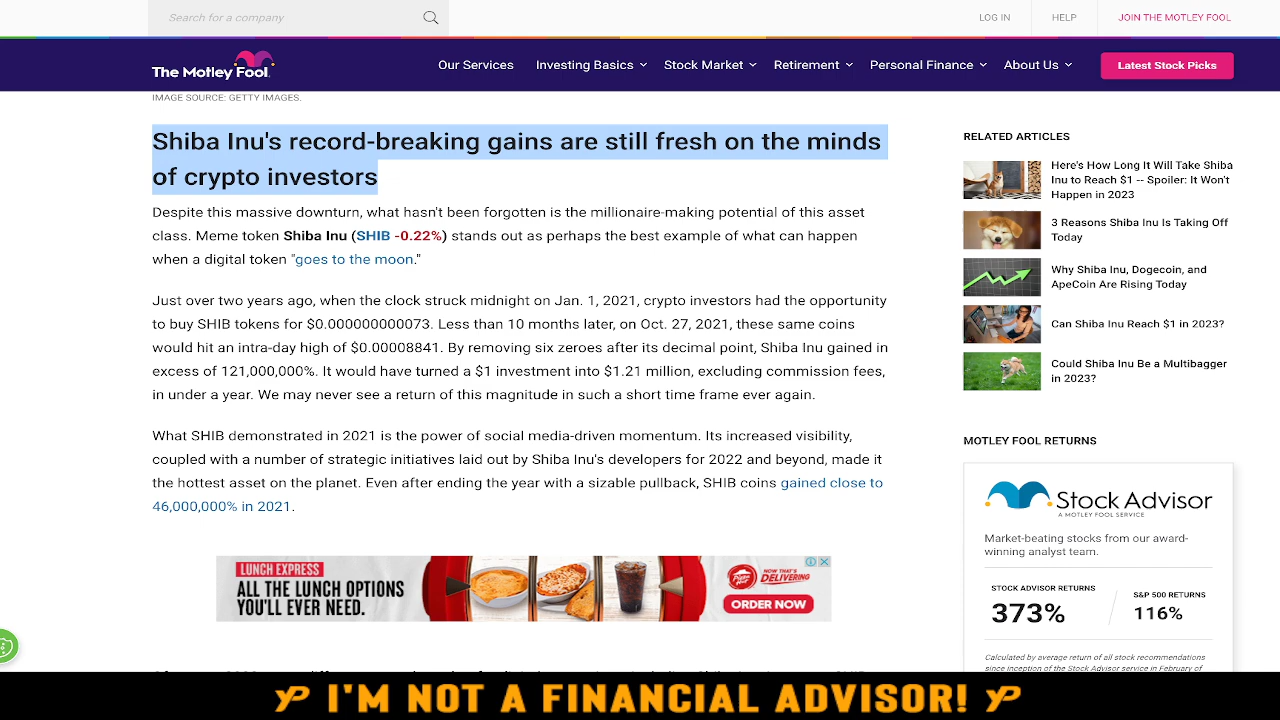 Search for a company
LOG IN
HELP
JOIN THE MOTLEY FOOL
The Motley Fool.
Our Services
Investing Basics
Stock Market
Retirement
Personal Finance
About Us
Latest Stock Picks
IMAGE SOURCE: GETTY IMAGES.
Shiba Inu's record-breaking gains are still fresh on the minds
of crypto investors
Despite this massive downturn, what hasn't been forgotten is the millionaire-making potential of this asset
class. Meme token Shiba Inu (SHIB -0.22%) stands out as perhaps the best example of what can happen
when a digital token "goes to the moon."
Just over two years ago, when the clock struck midnight on Jan. 1, 2021, crypto investors had the opportunity
to buy SHIB tokens for $0.000000000073. Less than 10 months later, on Oct. 27, 2021, these same coins
would hit an intra-day high of $0.00008841. By removing six zeroes after its decimal point, Shiba Inu gained in
excess of 121,000,000%. It would have turned a $1 investment into $1.21 million, excluding commission fees,
in under a year. We may never see a return of this magnitude in such a short time frame ever again.
What SHIB demonstrated in 2021 is the power of social media-driven momentum. Its increased visibility,
coupled with a number of strategic initiatives laid out by Shiba Inu's developers for 2022 and beyond, made it
the hottest asset on the planet. Even after ending the year with a sizable pullback, SHIB coins gained close to
46,000,000% in 2021.
LUNCH EXPRESS
ALL THE LUNCH OPTIONS
YOU'LL EVER NEED.
Pizza Hut
NOW THAT'S
DELIVERING
ORDER NOW
RELATED ARTICLES
Here's How Long It Will Take Shiba
Inu to Reach $1 -- Spoiler: It Won't
Happen in 2023
3 Reasons Shiba Inu Is Taking Off
Today
Why Shiba Inu, Dogecoin, and
ApeCoin Are Rising Today
Can Shiba Inu Reach $1 in 2023?
Could Shiba Inu Be a Multibagger
in 2023?
MOTLEY FOOL RETURNS
Stock Advisor
A MOTLEY FOOL SERVICE
Market-beating stocks from our award-
winning analyst team.
STOCK ADVISOR RETURNS
373%
S&P 500 RETURNS
116%
Calculated by average return of all stock recommendations
since inception of the Stock Advisor service in February of
I'M NOT A FINANCIAL ADVISOR!